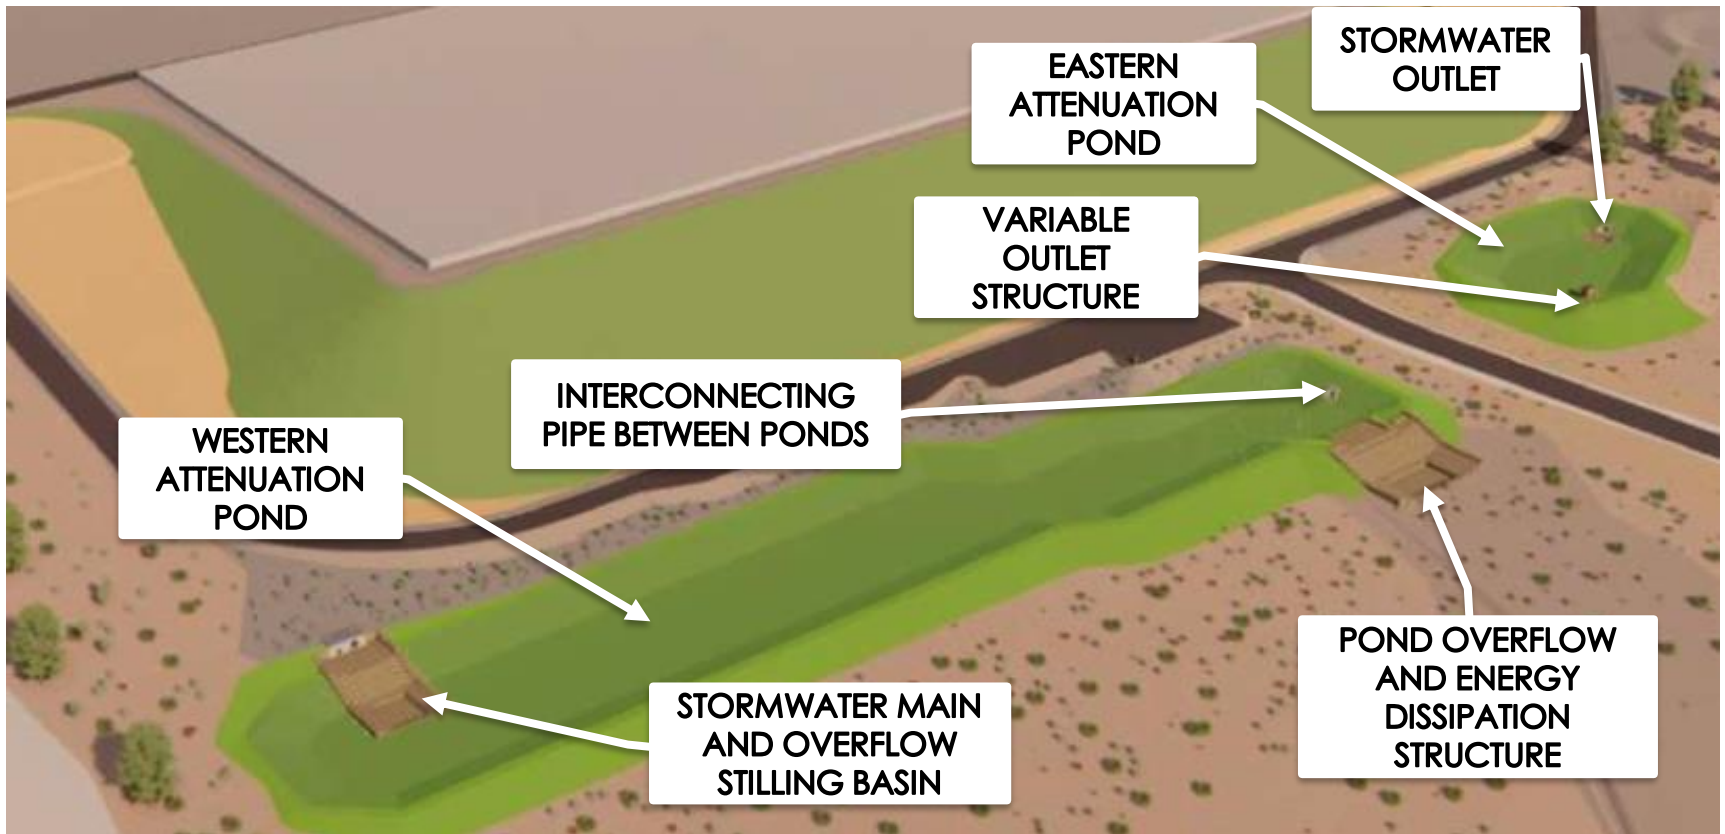 STORMWATER
OUTLET
EASTERN
ATTENUATION
POND
VARIABLE
OUTLET
STRUCTURE
INTERCONNECTING
PIPE BETWEEN PONDS
WESTERN
ATTENUATION
POND
POND OVERFLOW
AND ENERGY
DISSIPATION
STRUCTURE
STORMWATER MAIN
AND OVERFLOW
STILLING BASIN